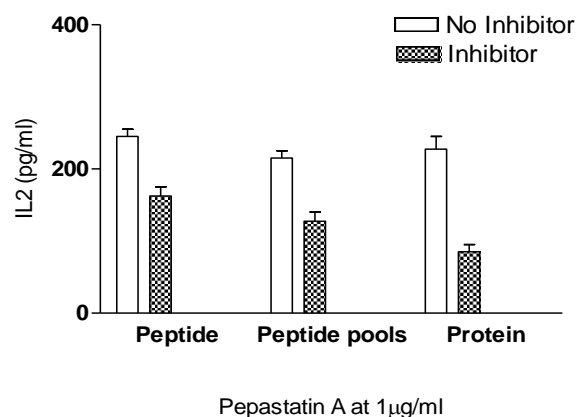 400
No Inhibitor
Inhibitor
IL2 (pg/ml)
200
0
Peptide Peptide pools Protein
Pepastatin A at 1μg/ml